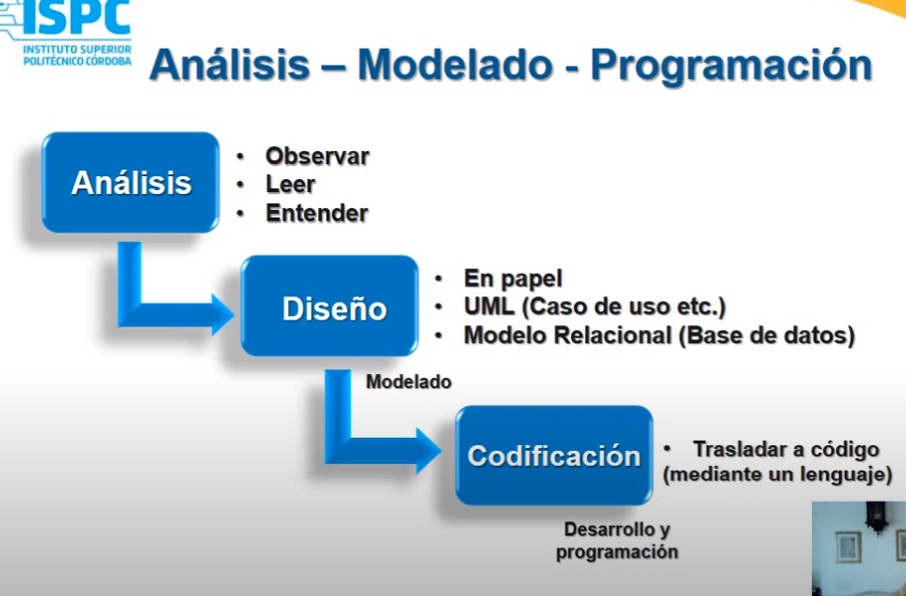 ISPC
INSTITUTO SUPERIOR
POLITÉCNICO CÓRDOBA
Análisis – Modelado - Programación
Análisis
• Observar
• Leer
• Entender
Diseño
• En papel
• UML (Caso de uso etc.)
• Modelo Relacional (Base de datos)
Modelado
Codificación
• Trasladar a código
(mediante un lenguaje)
Desarrollo y
programación